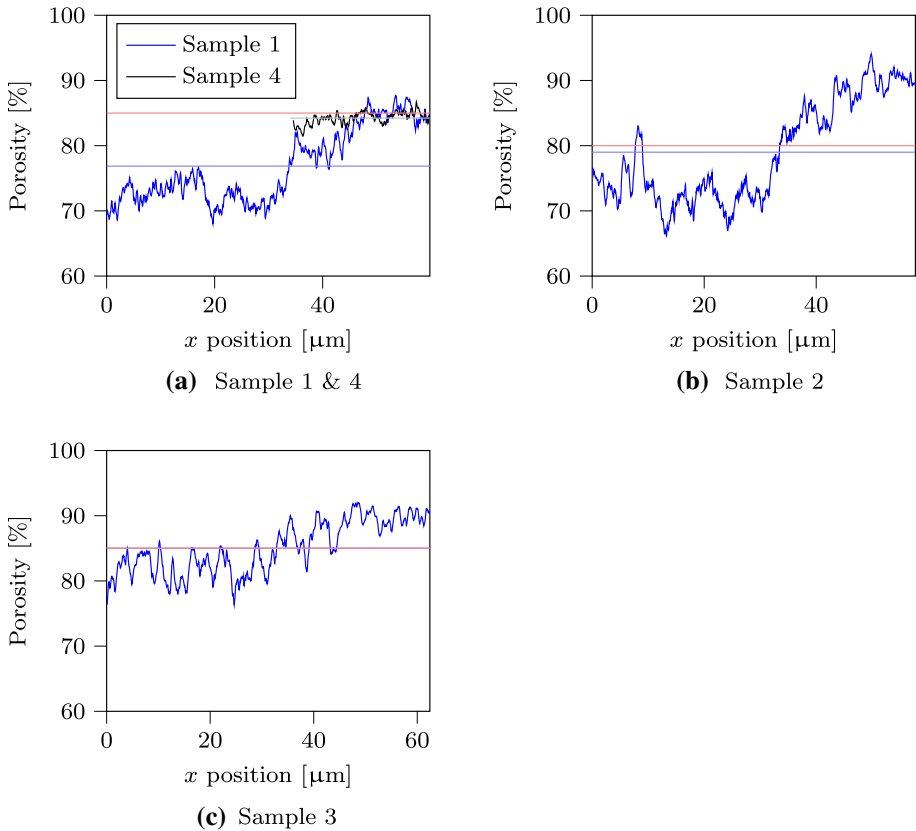 100
90
80
70
60
Porosity [%]
Sample 1
Sample 4
0 20 40
x position [μm]
(a) Sample 1 & 4
100
90
80
70
60
Porosity [%]
0 20 40
x position [μm]
(b) Sample 2
100
90
80
70
60
Porosity [%]
0 20 40 60
x position [μm]
(c) Sample 3